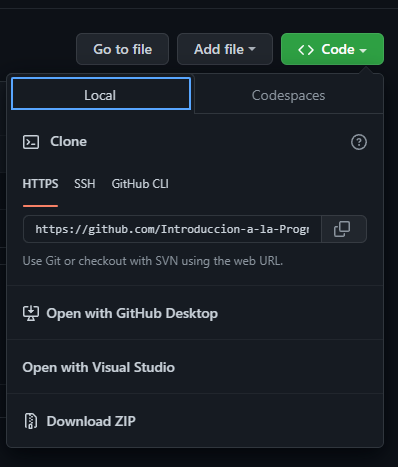 Go to file Add file Code
Local Codespaces
Clone
HTTPS SSH GitHub CLI
https://github.com/Introduccion-a-la-Progr
Use Git or checkout with SVN using the web URL.
Open with GitHub Desktop
Open with Visual Studio
Download ZIP